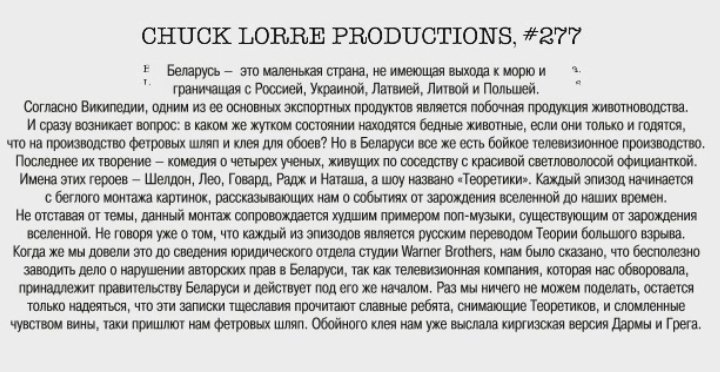 CHUCK LORRE PRODUCTIONS, #277
Беларусь – это маленькая страна, не имеющая выхода к морю и
граничащая с Россией, Украиной, Латвией, Литвой и Польшей.
Согласно Википедии, одним из ее основных экспортных продуктов является побочная продукция животноводства.
И сразу возникает вопрос: в каком же жутком состоянии находятся бедные животные, если они только и годятся,
что на производство фетровых шляп и клея для обоев? Но в Беларуси все же есть бойкое телевизионное производство.
Последнее их творение – комедия о четырех ученых, живущих по соседству с красивой светловолосой официанткой.
Имена этих героев – Шелдон, Лео, Говард, Радж и Наташа, а шоу названо «Теоретики». Каждый эпизод начинается
с беглого монтажа картинок, рассказывающих нам о событиях от зарождения вселенной до наших времен.
Не отставая от темы, данный монтаж сопровождается худшим примером поп-музыки, существующим от зарождения
вселенной. Не говоря уже о том, что каждый из эпизодов является русским переводом Теории большого взрыва.
Когда же мы довели это до сведения юридического отдела студии Warner Brothers, нам было сказано, что бесполезно
заводить дело о нарушении авторских прав в Беларуси, так как телевизионная компания, которая нас обворовала,
принадлежит правительству Беларуси и действует под его же началом. Раз мы ничего не можем поделать, остается
только надеяться, что эти записки тщеславия прочитают славные ребята, снимающие Теоретиков, и сломленные
чувством вины, таки пришлют нам фетровых шляп. Обойного клея нам уже выслала киргизская версия Дармы и Грега.